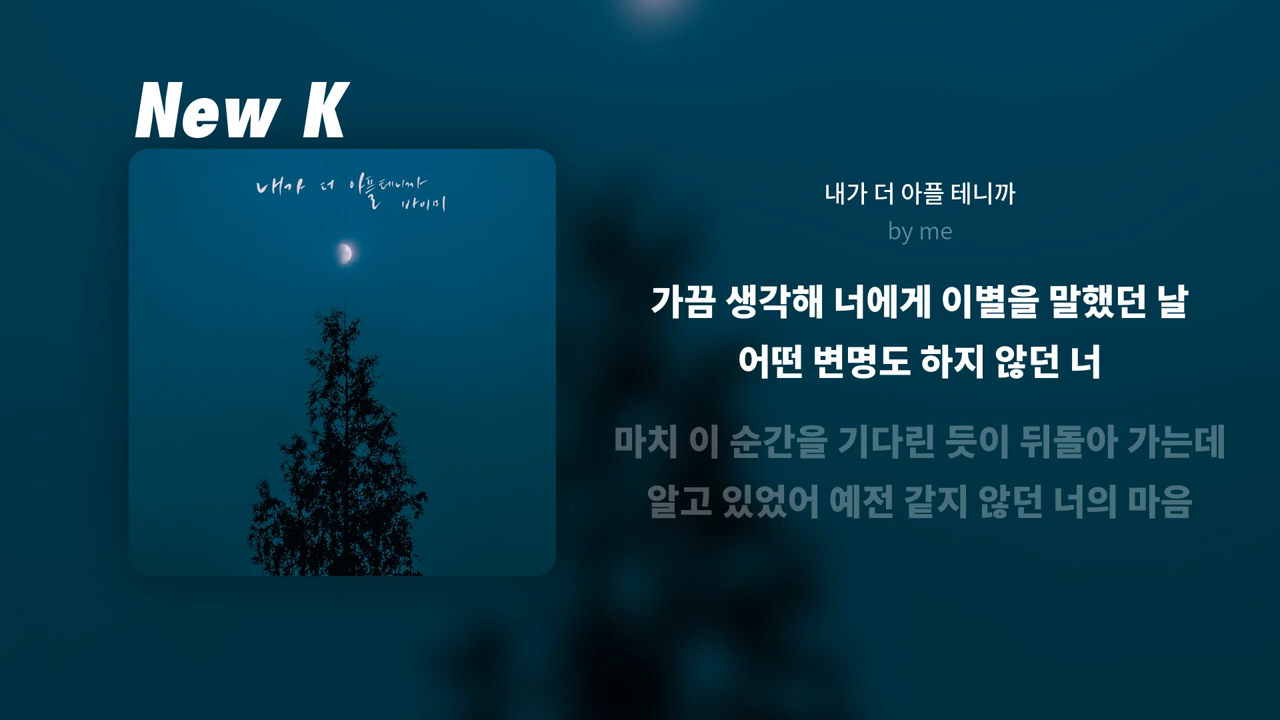 New K
내가 더 아플테니까
바이미
내가 더 아플 테니까
by me
가끔 생각해 너에게 이별을 말했던 날
어떤 변명도 하지 않던 너
마치 이 순간을 기다린 듯이 뒤돌아 가는데
알고 있었어 예전 같지 않던 너의 마음